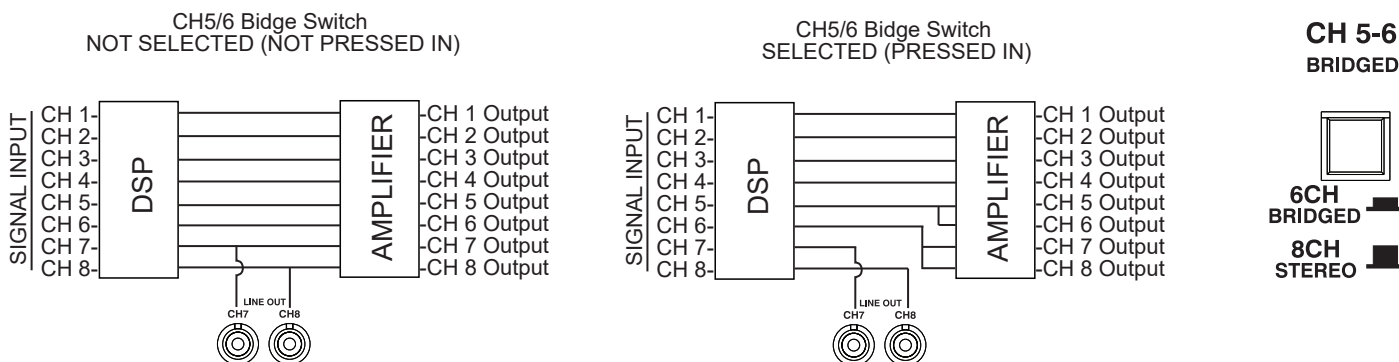 CH5/6 Bidge Switch
NOT SELECTED (NOT PRESSED IN)
SIGNAL INPUT
CH 1-
CH 2-
CH 3-
CH 4-
CH 5-
CH 6-
CH 7-
CH 8-
DSP
AMPLIFIER
-CH 1 Output
-CH 2 Output
-CH 3 Output
-CH 4 Output
-CH 5 Output
-CH 6 Output
-CH 7 Output
-CH 8 Output
LINE OUT
CH7 CH8
CH5/6 Bidge Switch
SELECTED (PRESSED IN)
SIGNAL INPUT
CH 1-
CH 2-
CH 3-
CH 4-
CH 5-
CH 6-
CH 7-
CH 8-
DSP
AMPLIFIER
-CH 1 Output
-CH 2 Output
-CH 3 Output
-CH 4 Output
-CH 5 Output
-CH 6 Output
-CH 7 Output
-CH 8 Output
LINE OUT
CH7 CH8
CH 5-6
BRIDGED
6CH
BRIDGED
8CH
STEREO